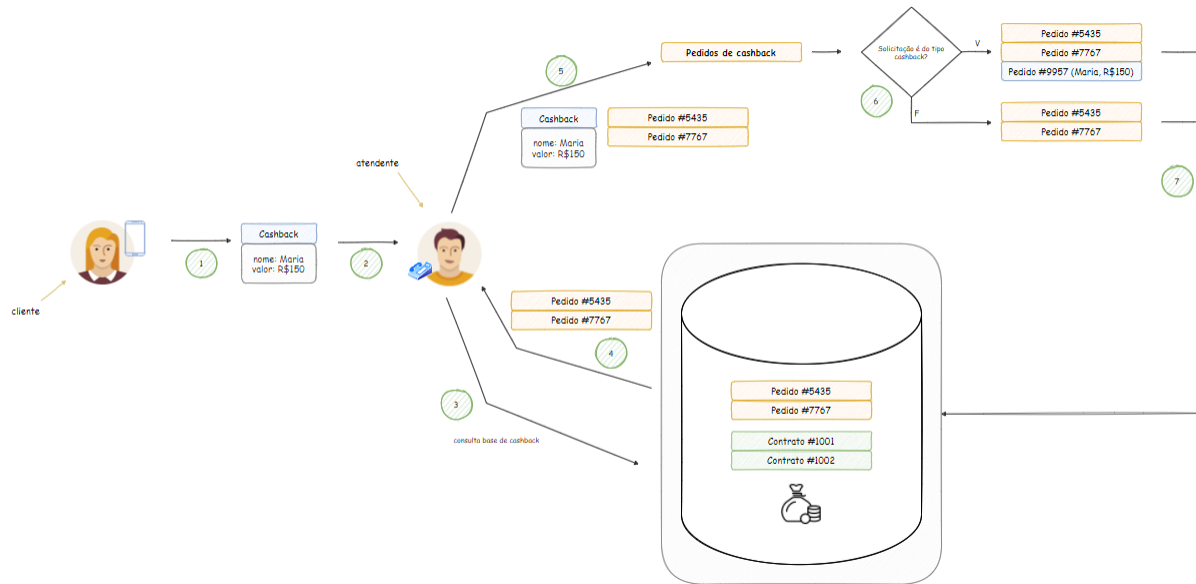 Pedidos de cashback
Solicitação é do tipo
cashback?
V
F
Pedido #5435
Pedido #7767
Pedido #9957 (Maria, R$150)
Pedido #5435
Pedido #7767
5
6
7
Cashback
nome: Maria
valor: R$150
Pedido #5435
Pedido #7767
atendente
cliente
1
Cashback
nome: Maria
valor: R$150
2
Pedido #5435
Pedido #7767
4
3
consulta base de cashback
Pedido #5435
Pedido #7767
Contrato #1001
Contrato #1002